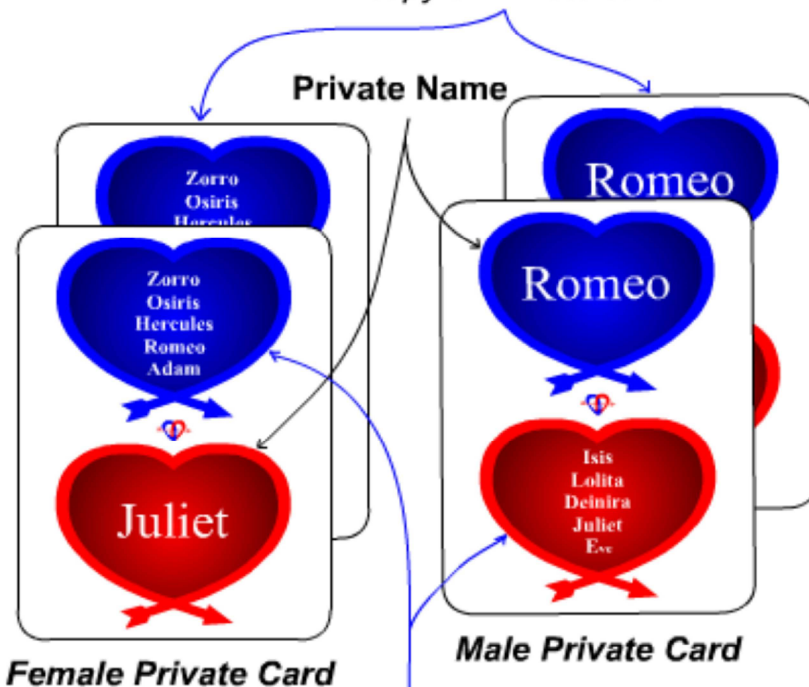 Private Name
Zorro
Osiris
Hercules
Romeo
Zorro
Osiris
Hercules
Romeo
Adam
Romeo
Juliet
Isis
Lolita
Deinira
Juliet
Eve
Female Private Card
Male Private Card